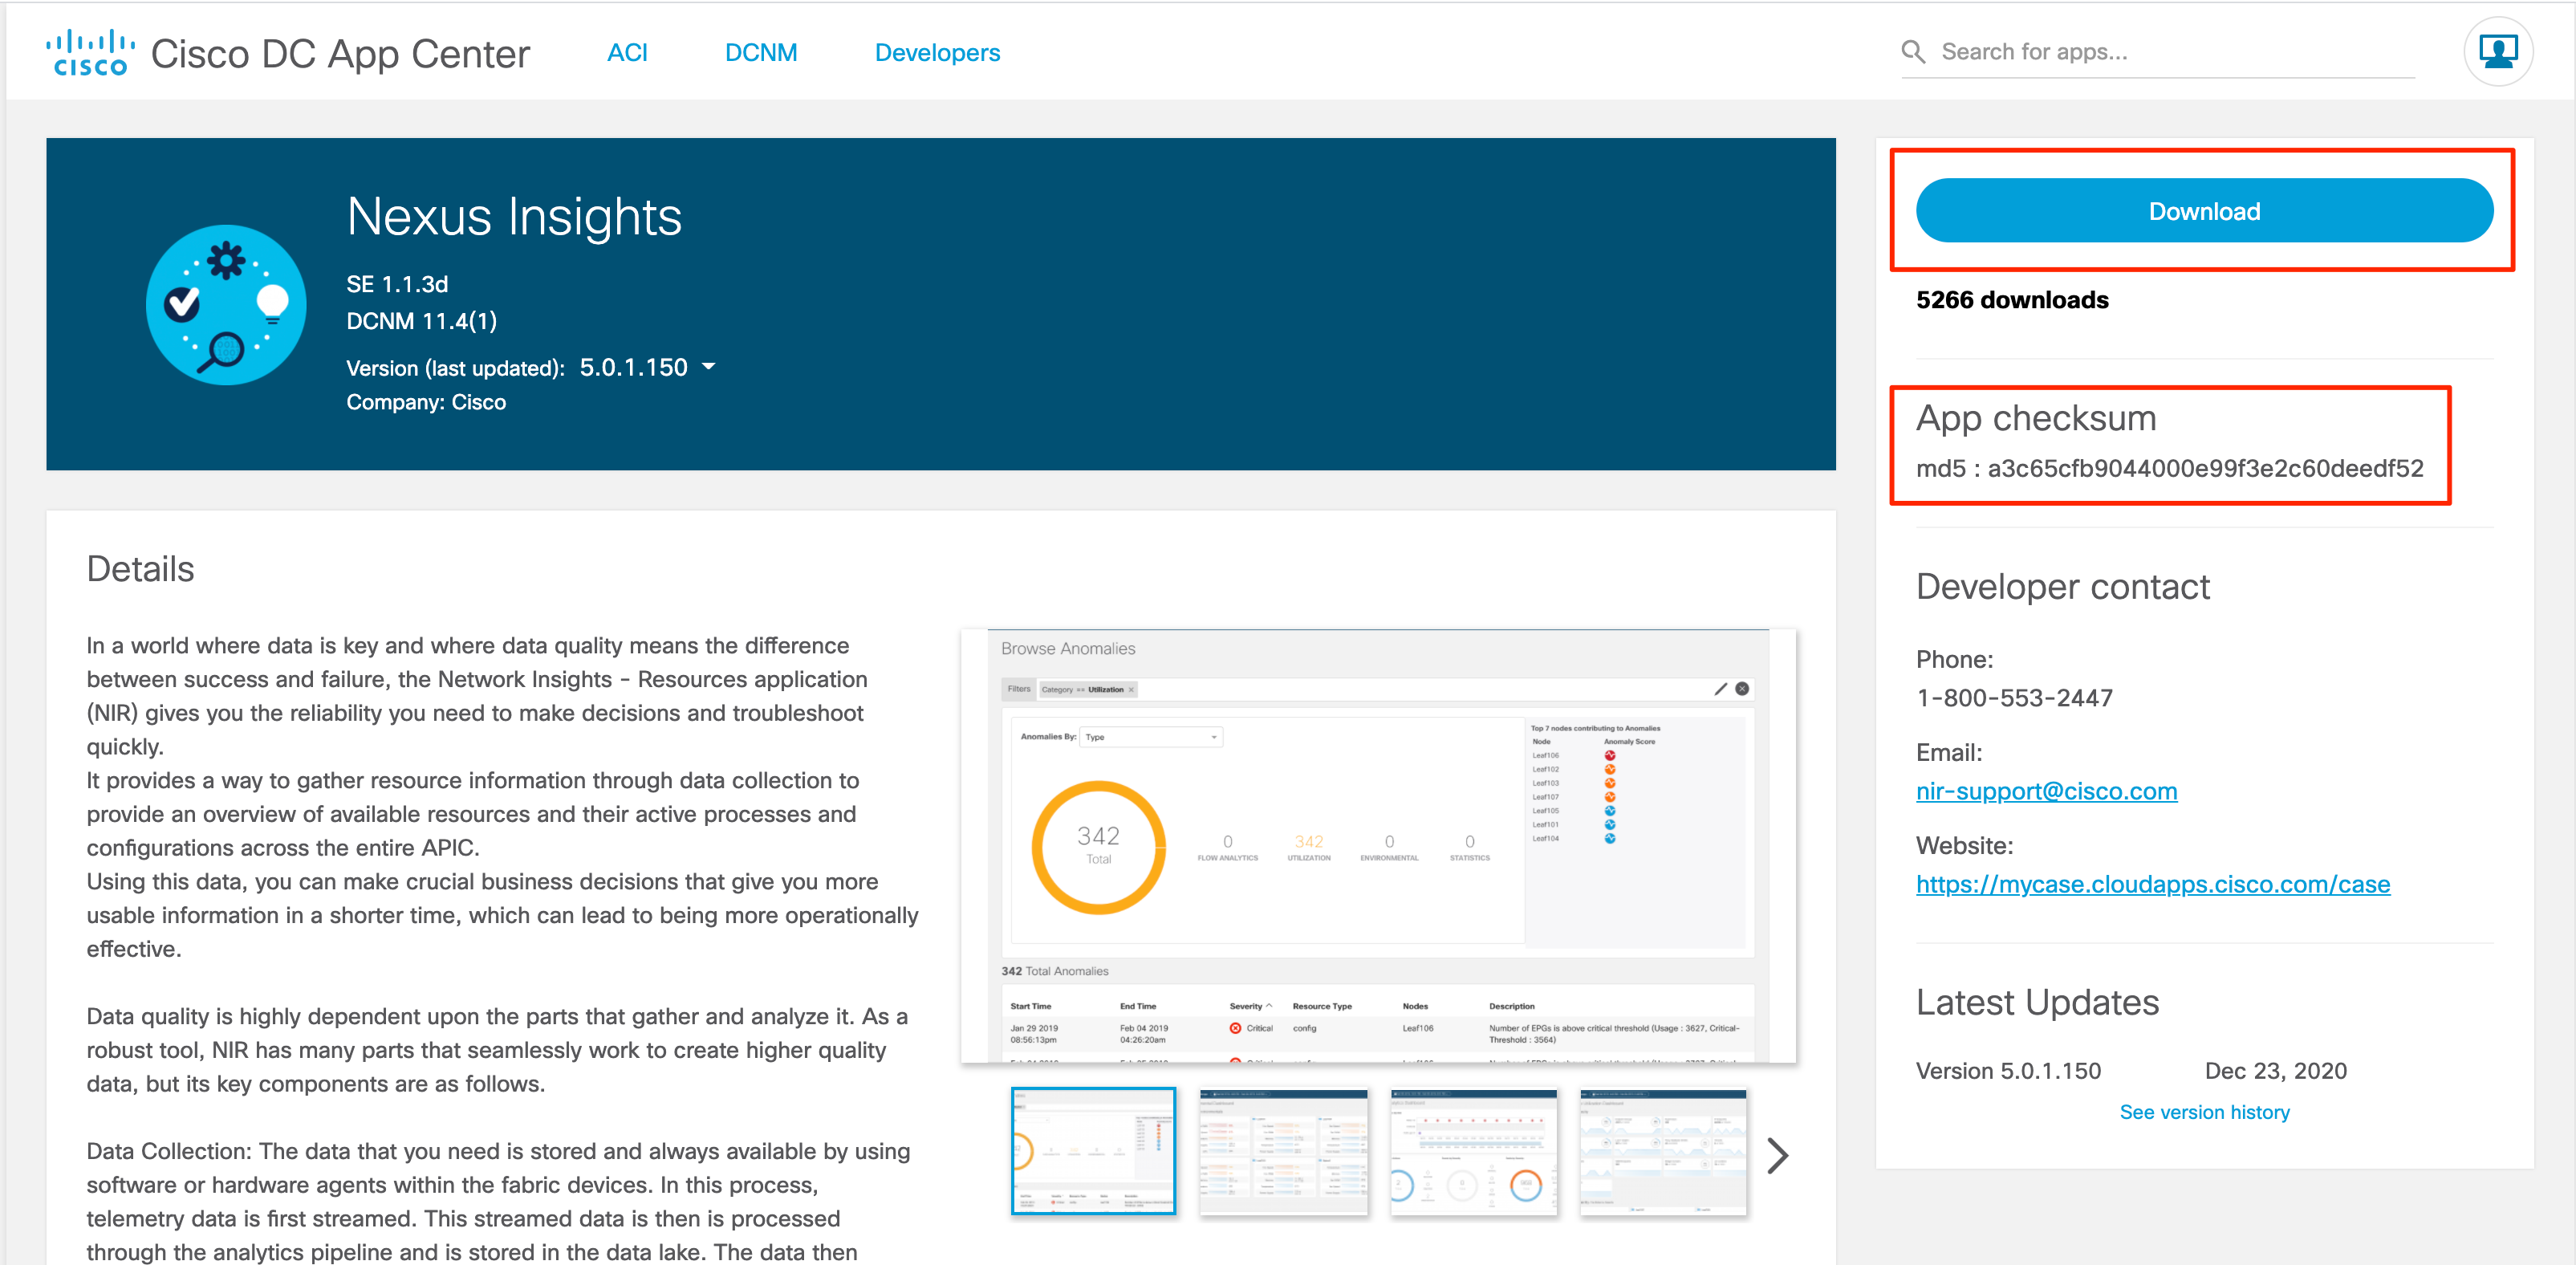 CISCO
Cisco DC App Center
ACI
DCNM
Developers
Search for apps...
Nexus Insights
SE 1.1.3d
DCNM 11.4(1)
Version (last updated): 5.0.1.150
Company: Cisco
Download
5266 downloads
App checksum
md5 : a3c65cfb9044000e99f3e2c60deedf52
Developer contact
Phone:
1-800-553-2447
Email:
nir-support@cisco.com
Website:
https://mycase.cloudapps.cisco.com/case
Latest Updates
Version 5.0.1.150 Dec 23, 2020
See version history
Details
In a world where data is key and where data quality means the difference
between success and failure, the Network Insights - Resources application
(NIR) gives you the reliability you need to make decisions and troubleshoot
quickly.
It provides a way to gather resource information through data collection to
provide an overview of available resources and their active processes and
configurations across the entire APIC.
Using this data, you can make crucial business decisions that give you more
usable information in a shorter time, which can lead to being more operationally
effective.
Data quality is highly dependent upon the parts that gather and analyze it. As a
robust tool, NIR has many parts that seamlessly work to create higher quality
data, but its key components are as follows.
Data Collection: The data that you need is stored and always available by using
software or hardware agents within the fabric devices. In this process,
telemetry data is first streamed. This streamed data is then is processed
through the analytics pipeline and is stored in the data lake. The data then
Browse Anomalies
Filters Category == Utilization ×
Anomalies By: Type
342
Total
0 342 0 0
FLOW ANALYTICS UTILIZATION ENVIRONMENTAL STATISTICS
Top 7 nodes contributing to Anomalies
Node Anomaly Score
Leaf106
Leaf102
Leaf103
Leaf107
Leaf105
Leaf101
Leaf104
342 Total Anomalies
Start Time End Time Severity Resource Type Nodes Description
Jan 29 2019 Feb 04 2019 Critical config Leaf106 Number of EPGs is above critical threshold (Usage : 3627, Critical-
08:56:13pm 04:26:20am Threshold : 3564)